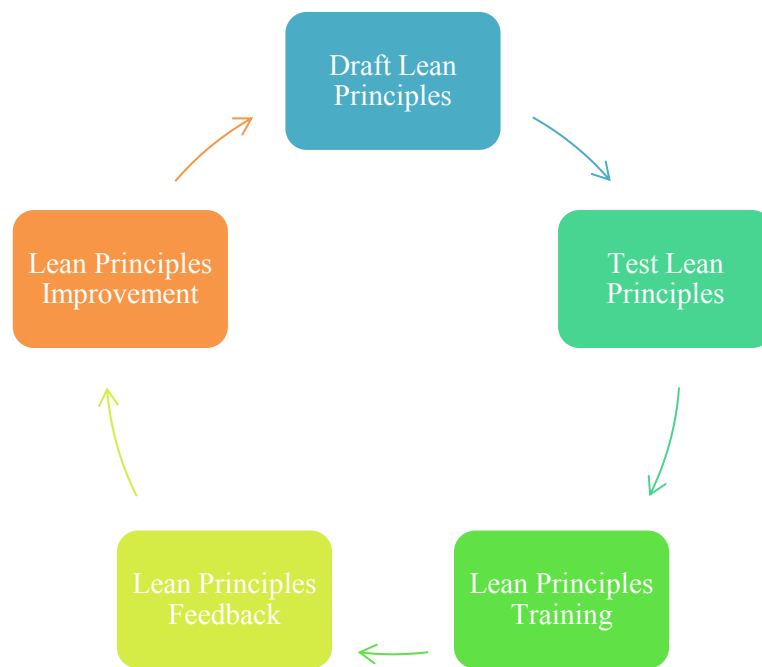 Draft Lean
Principles
Test Lean
Principles
Lean Principles
Training
Lean Principles
Feedback
Lean Principles
Improvement